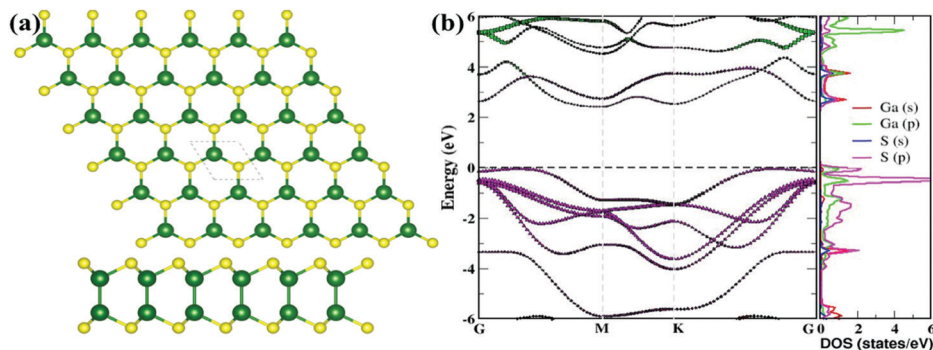 (a)
(b)
Energy (eV)
6
4
2
0
-2
-4
-6
G
M
K
G
Ga (s)
Ga (p)
S (s)
S (p)
0
2
4
6
DOS (states/eV)